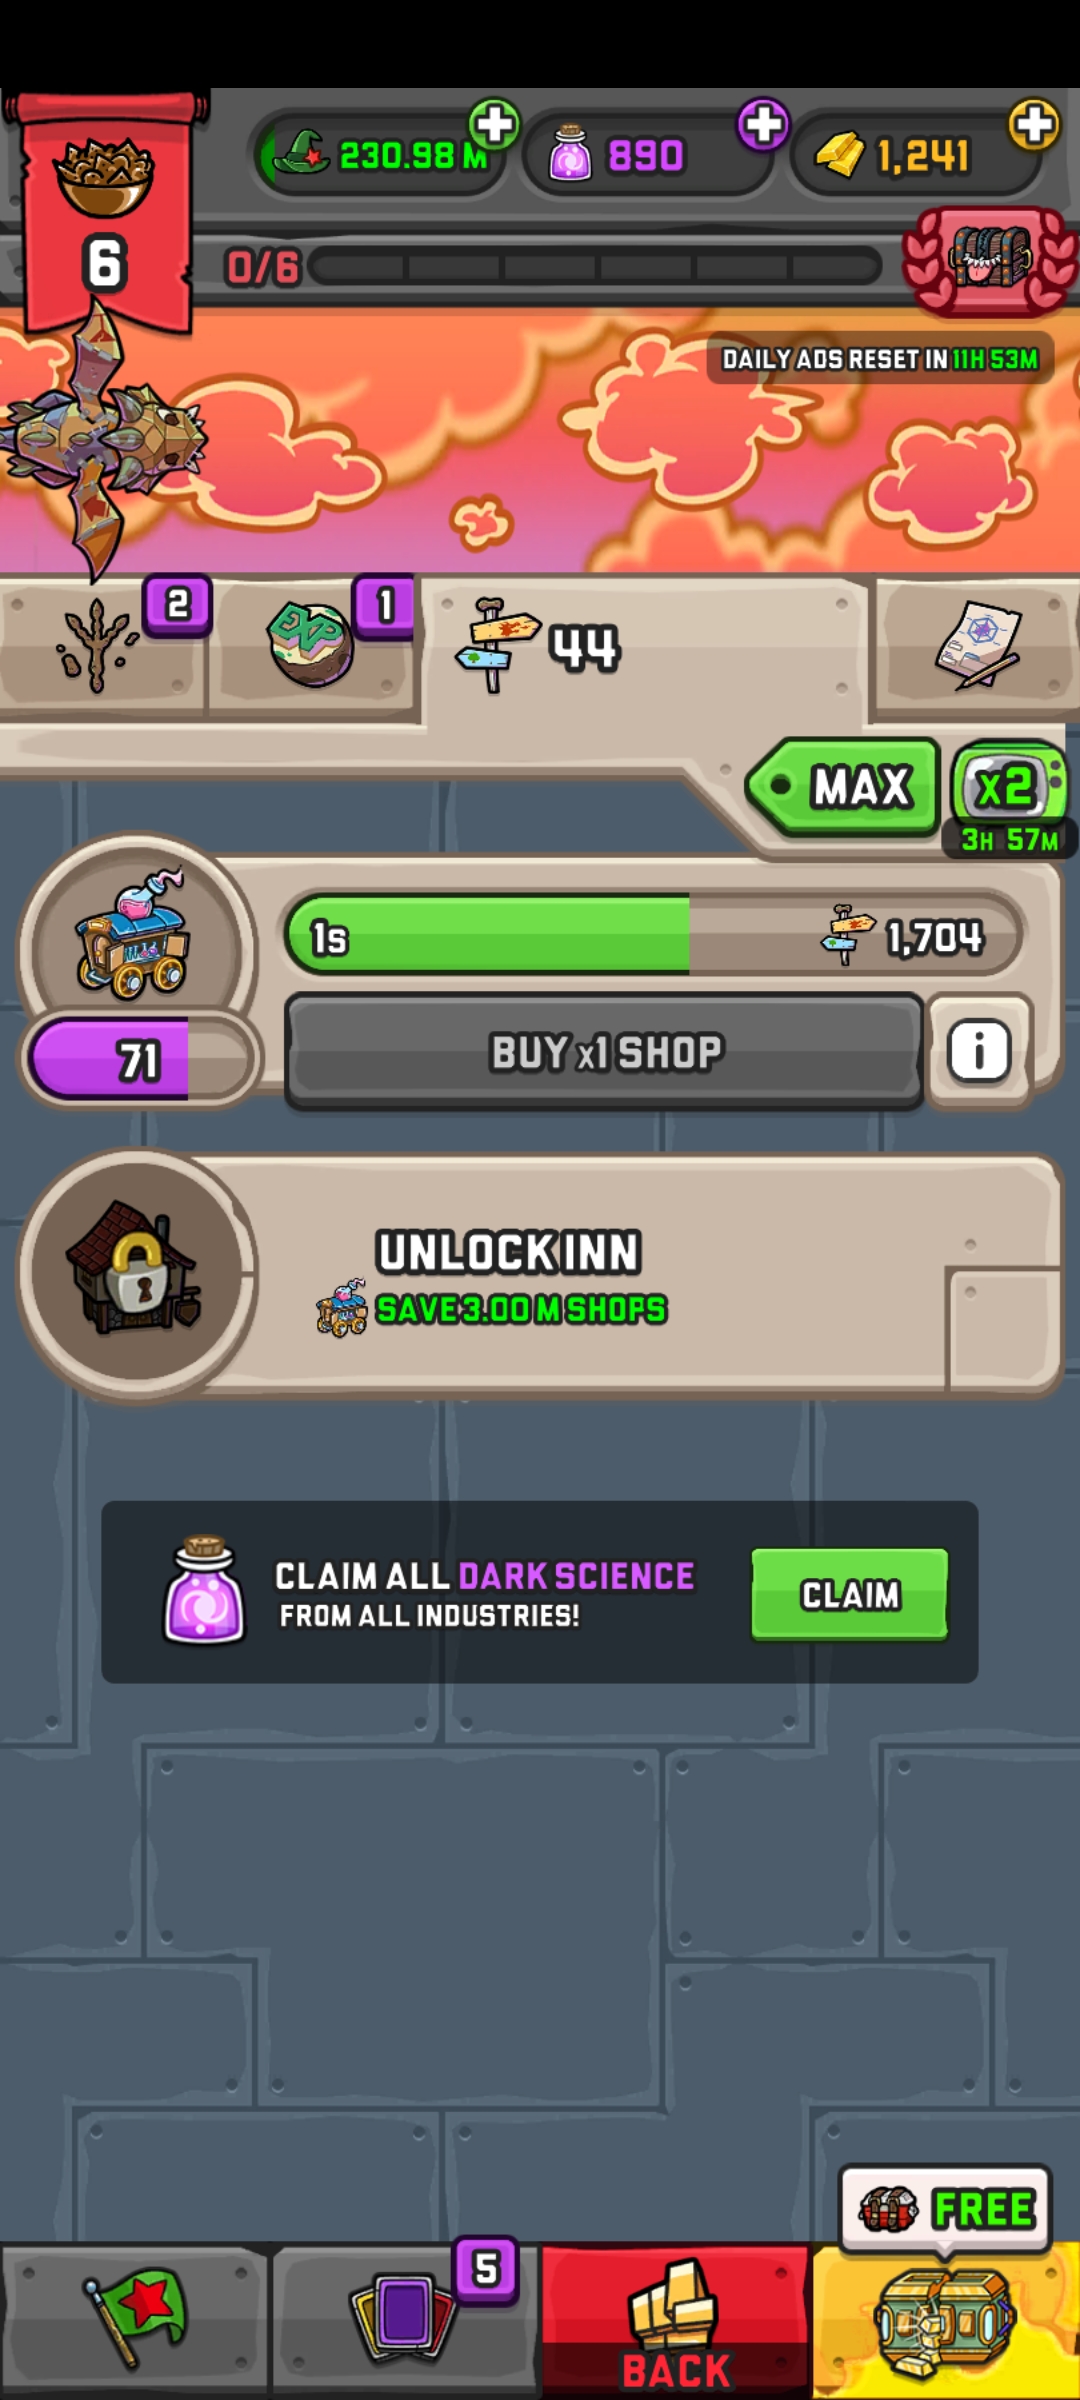 230.98 M
890
1,241
6
0/6
DAILY ADS RESET IN 11H 53M
2
EXP
1
44
MAX
x2
3H 57M
1s
1,704
71
BUY x1 SHOP
i
UNLOCK INN
SAVE 3.00 M SHOPS
CLAIM ALL DARK SCIENCE
FROM ALL INDUSTRIES!
CLAIM
FREE
5
BACK